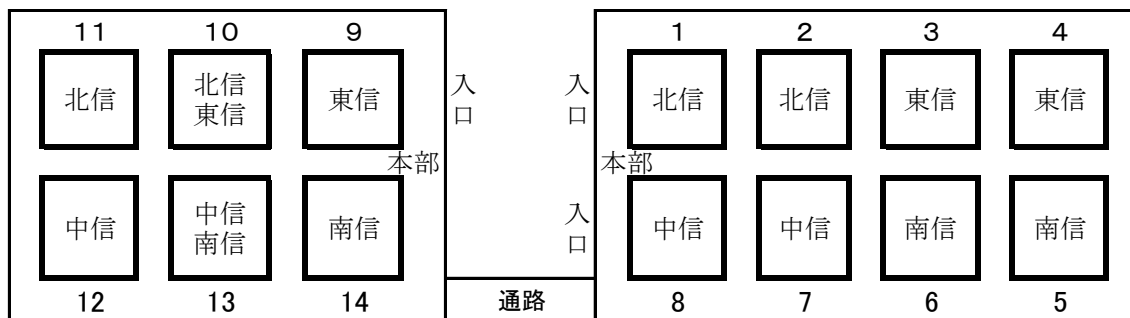 11 10 9
北信 北信 東信 東信
入口
本部
中信 中信 南信 南信
12 13 14
通路
1 2 3 4
入口
北信 北信 東信 東信
本部
入口
中信 中信 南信 南信
8 7 6 5